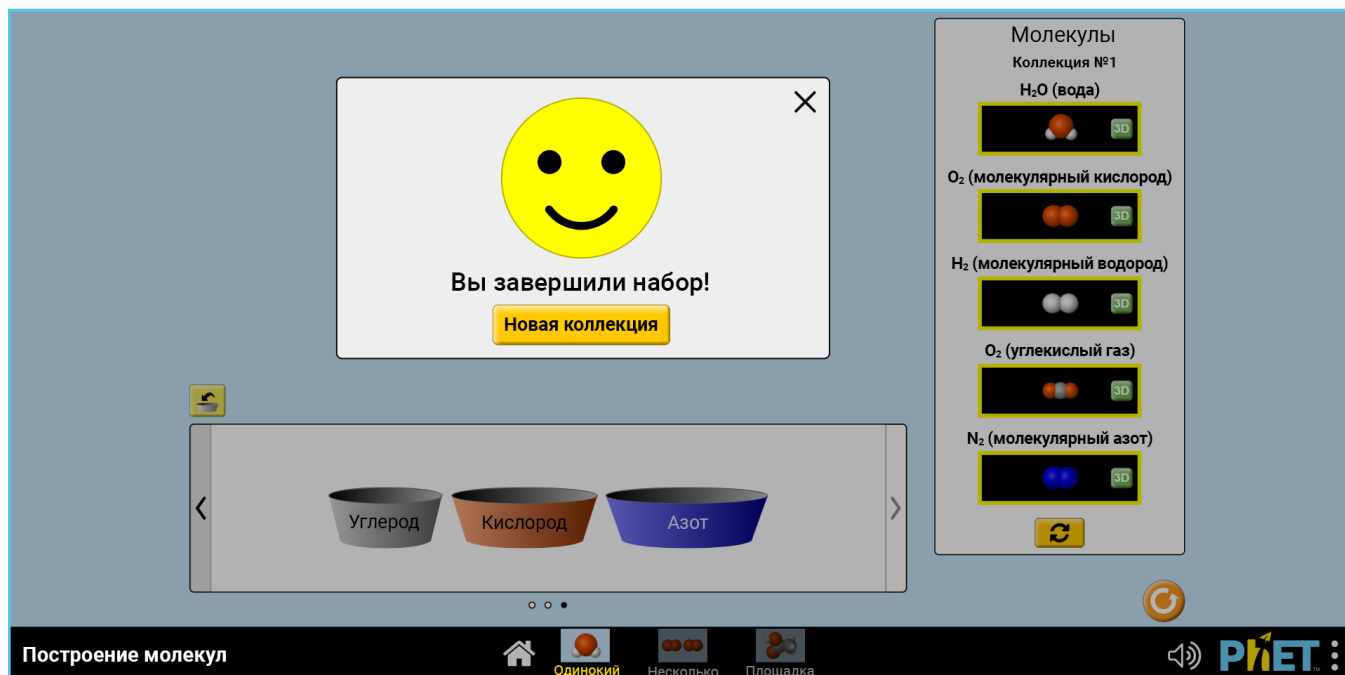 Молекулы
Коллекция №1
H₂O (вода)
3D
O₂ (молекулярный кислород)
3D
H₂ (молекулярный водород)
3D
O₂ (углекислый газ)
3D
N₂ (молекулярный азот)
3D
Вы завершили набор!
Новая коллекция
Углерод
Кислород
Азот
Построение молекул
Одинокий
Несколько
Площадка
PhET